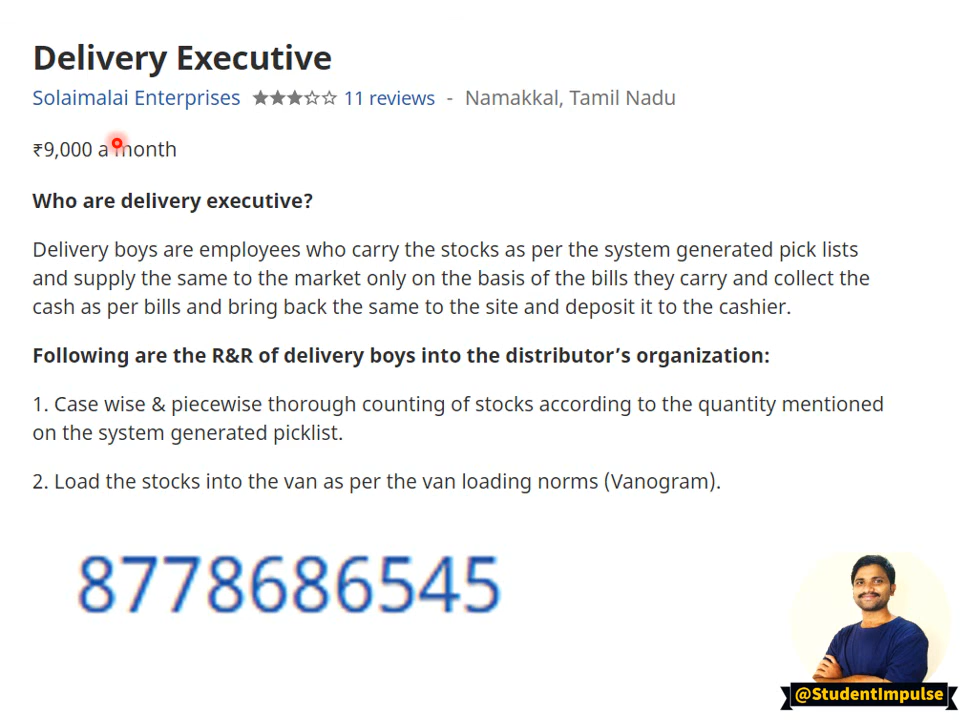 Delivery Executive
Solaimalai Enterprises ★★★☆☆ 11 reviews - Namakkal, Tamil Nadu
₹9,000 a month
Who are delivery executive?
Delivery boys are employees who carry the stocks as per the system generated pick lists
and supply the same to the market only on the basis of the bills they carry and collect the
cash as per bills and bring back the same to the site and deposit it to the cashier.
Following are the R&R of delivery boys into the distributor’s organization:
1. Case wise & piecewise thorough counting of stocks according to the quantity mentioned
on the system generated picklist.
2. Load the stocks into the van as per the van loading norms (Vanogram).
8778686545
@StudentImpulse